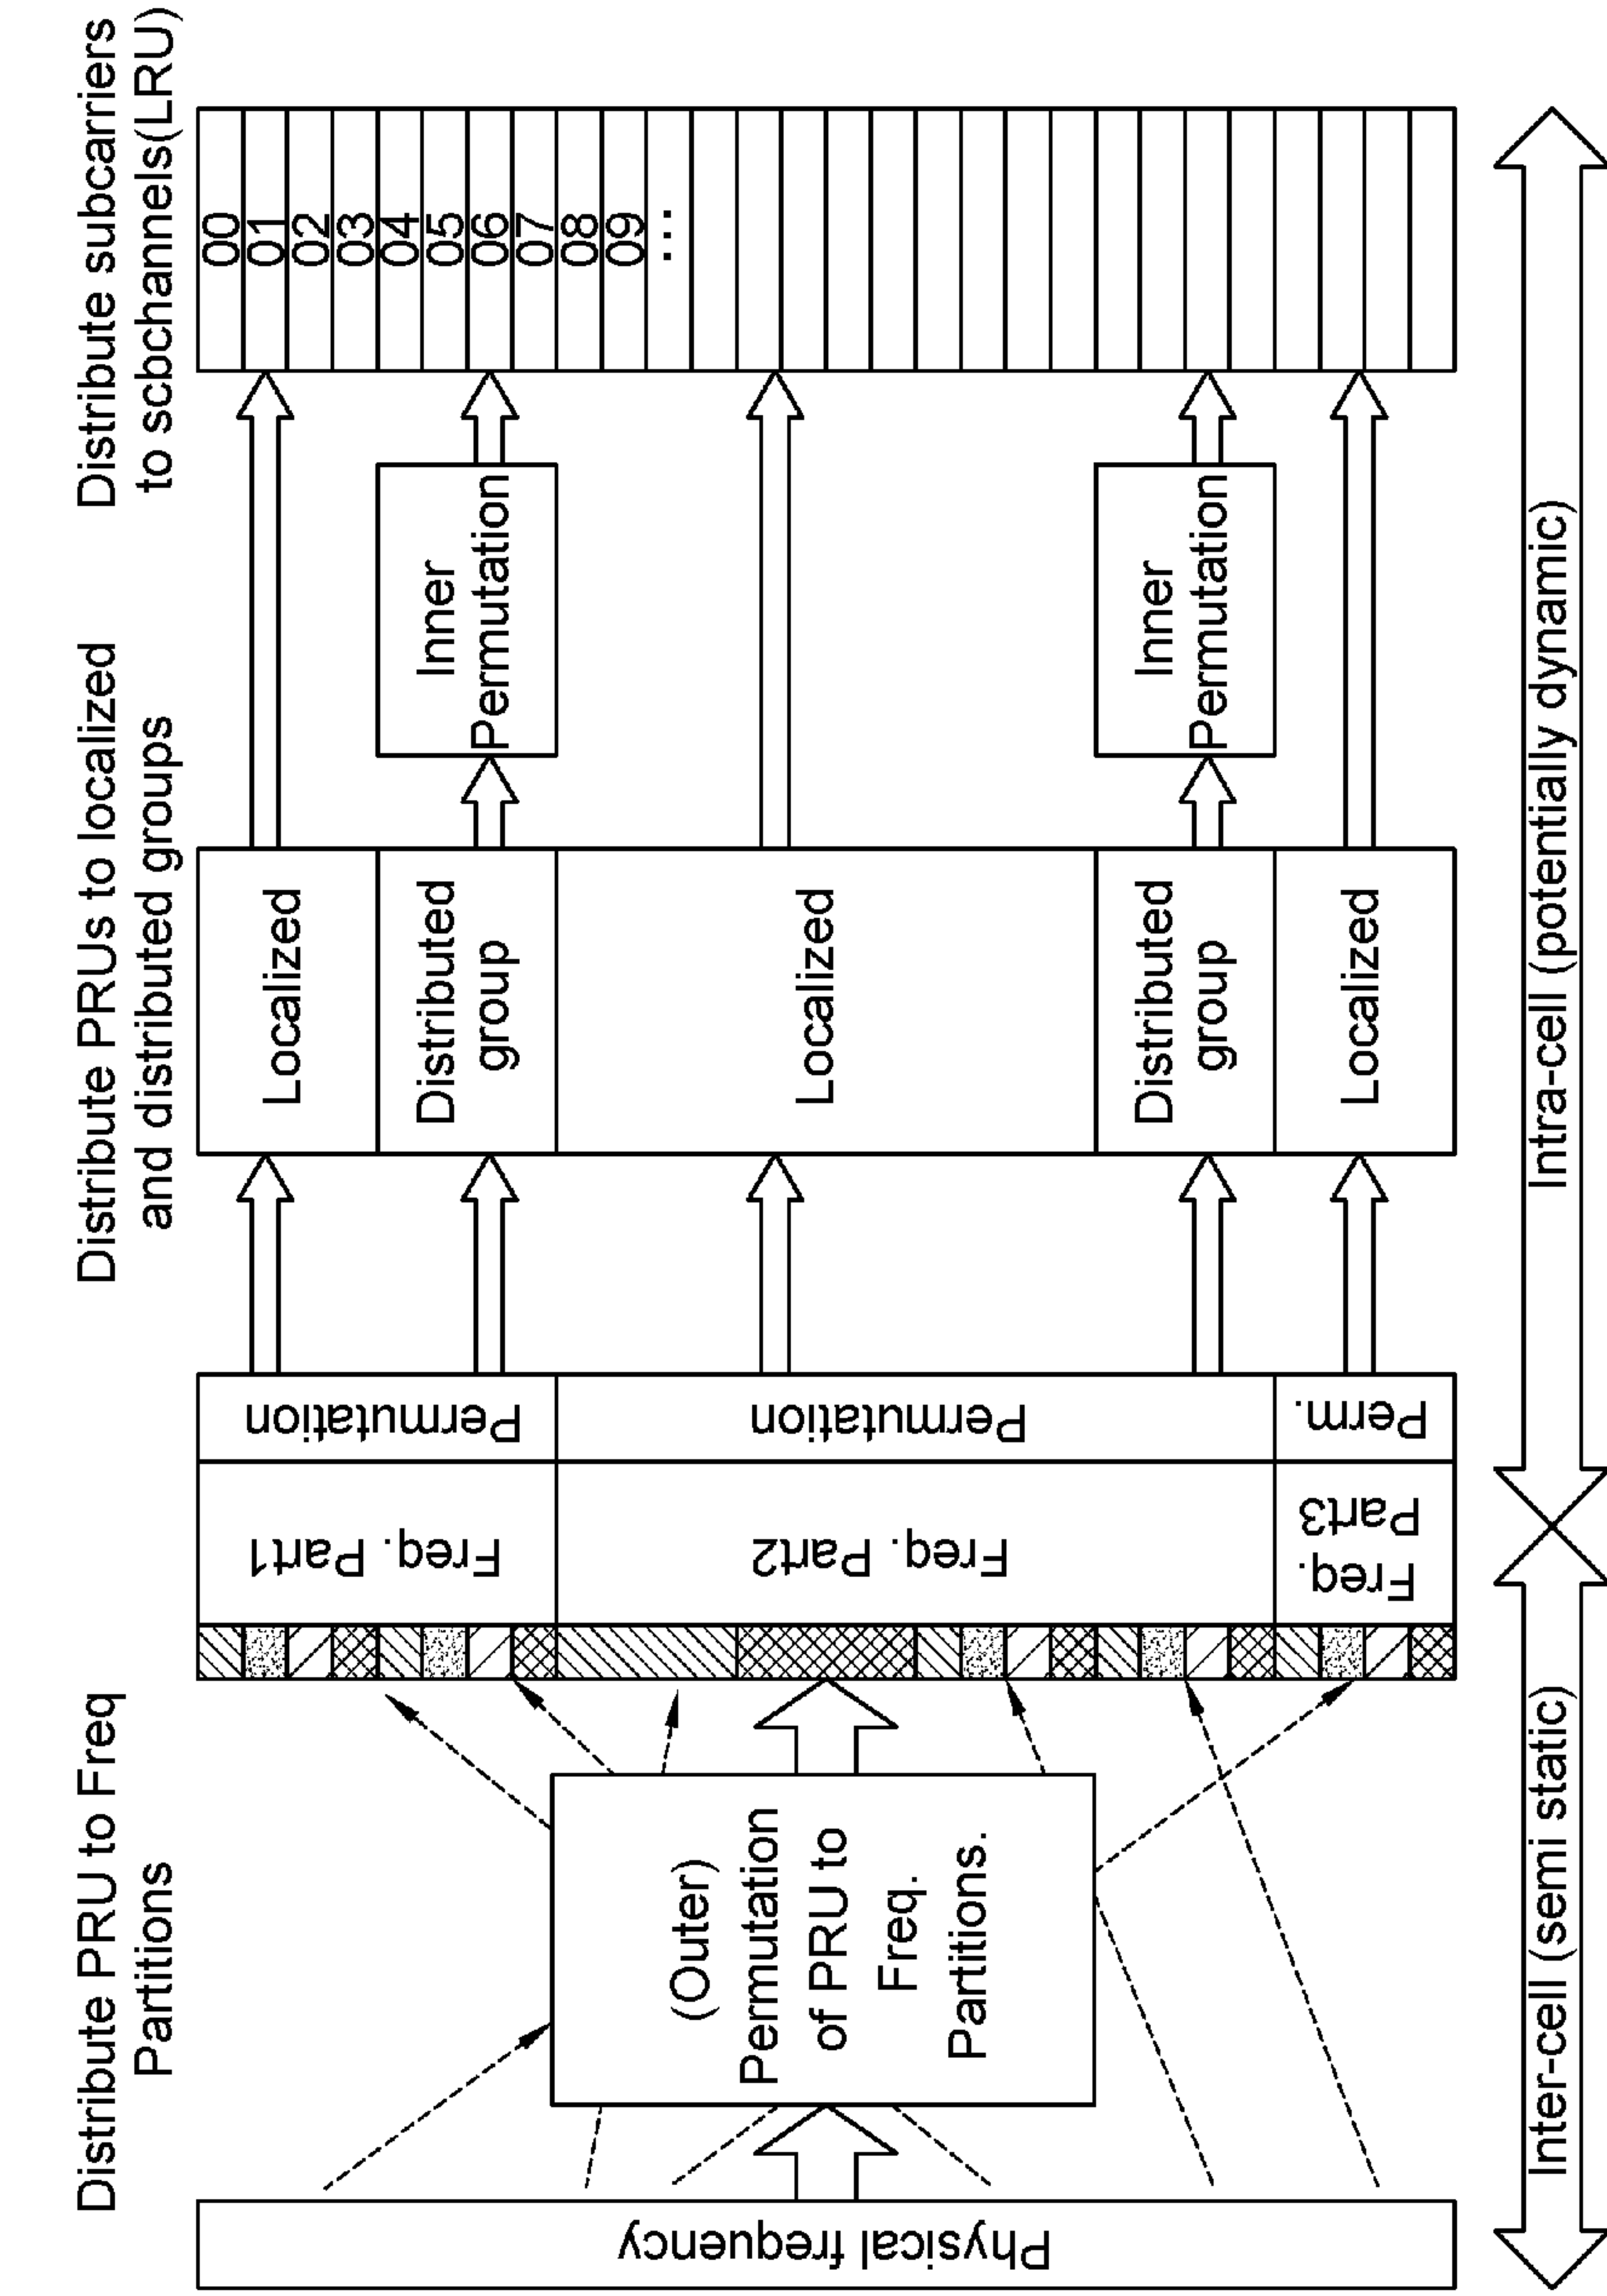 Distribute PRU to Freq
Partitions
Distribute PRUs to localized
and distributed groups
Distribute subcarriers
to scbchannels(LRU)
Physical frequency
(Outer)
Permutation
of PRU to
Freq.
Partitions.
Freq. Part1
Permutation
Freq. Part2
Permutation
Freq.
Part3
Perm.
Localized
Distributed
group
Localized
Distributed
group
Localized
Inner
Permutation
Inner
Permutation
00
01
02
03
04
05
06
07
08
09
...
Inter-cell (semi static)
Intra-cell (potentially dynamic)